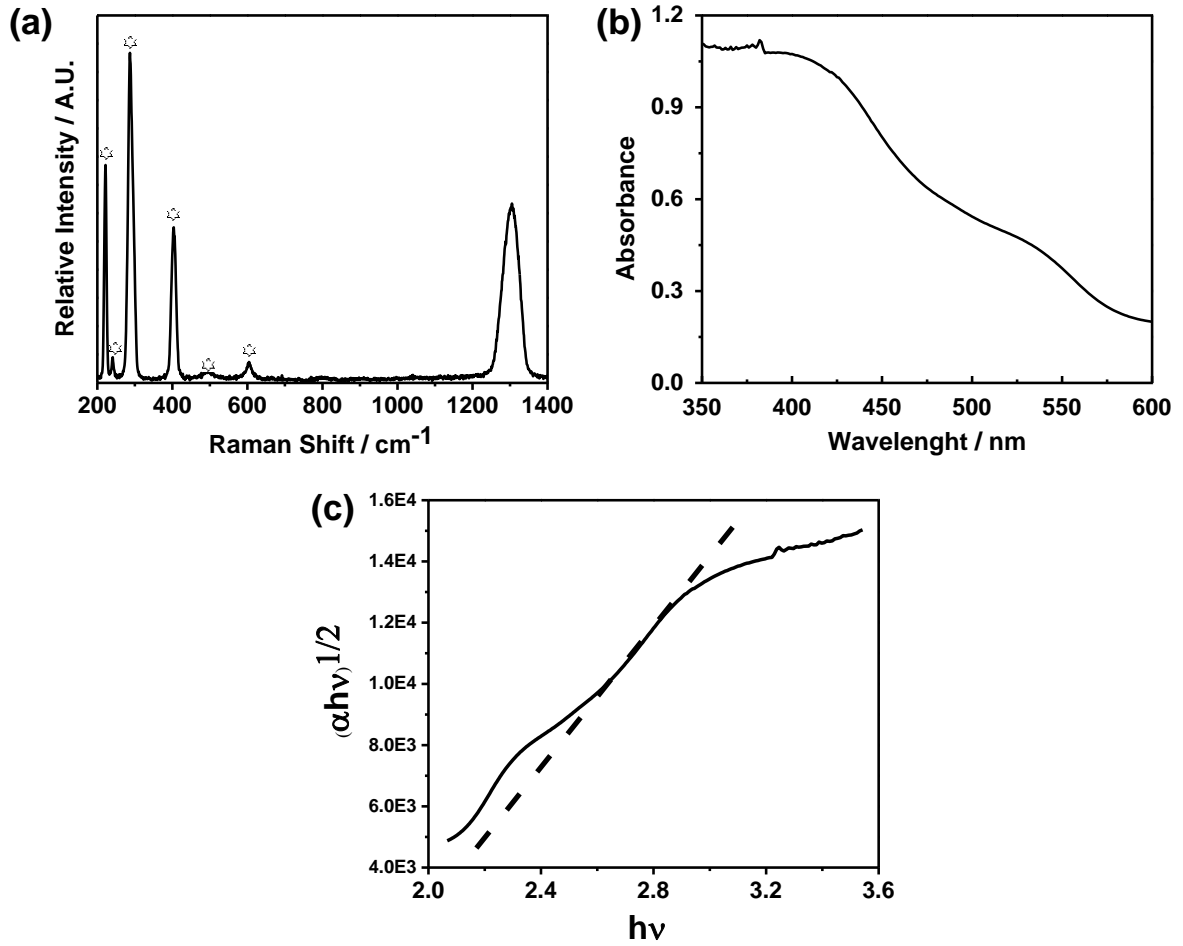 (a)
Relative Intensity / A.U.
200 400 600 800 1000 1200 1400
Raman Shift / cm-1
(b)
Absorbance
1.2
0.9
0.6
0.3
0.0
350 400 450 500 550 600
Wavelenght / nm
(c)
(αhν)1/2
1.6E4
1.4E4
1.2E4
1.0E4
8.0E3
6.0E3
4.0E3
2.0 2.4 2.8 3.2 3.6
hν